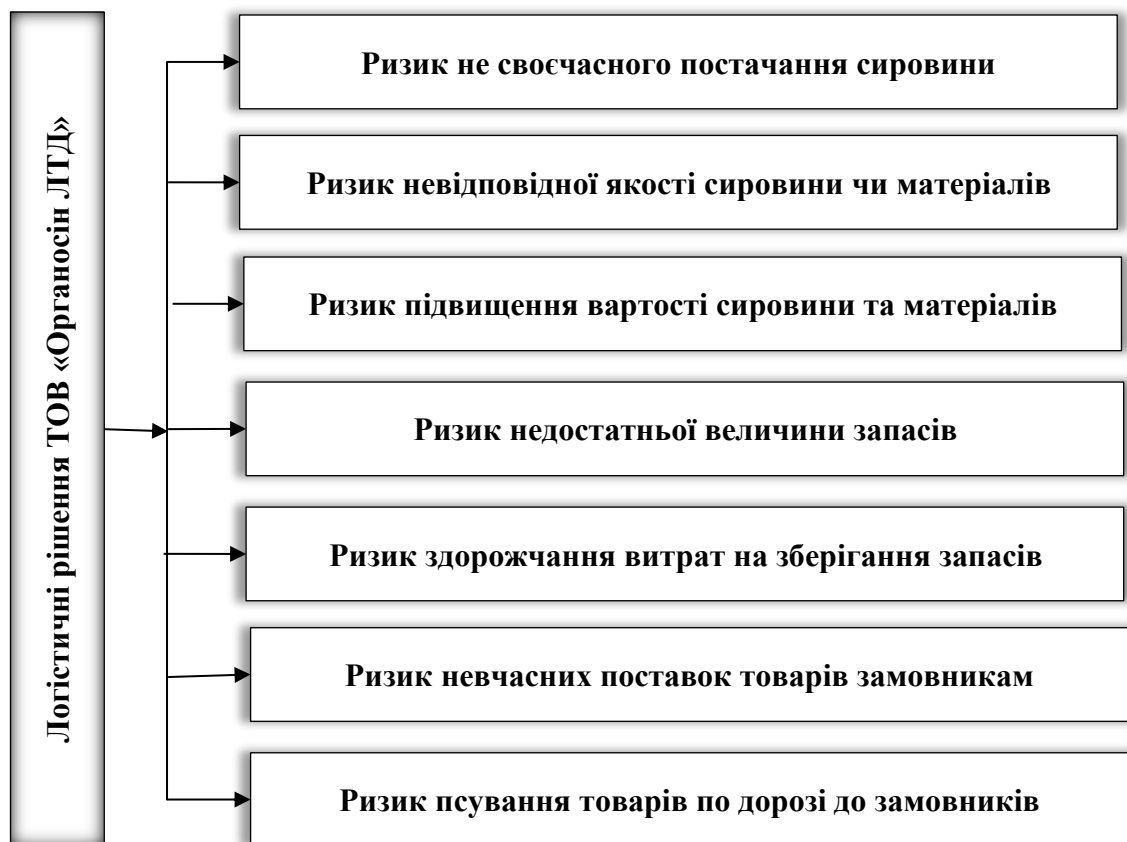 Логістичні рішення ТОВ «Органосін ЛТД»
Ризик не своєчасного постачання сировини
Ризик невідповідної якості сировини чи матеріалів
Ризик підвищення вартості сировини та матеріалів
Ризик недостатньої величини запасів
Ризик здорожчання витрат на зберігання запасів
Ризик невчасних поставок товарів замовникам
Ризик псування товарів по дорозі до замовників